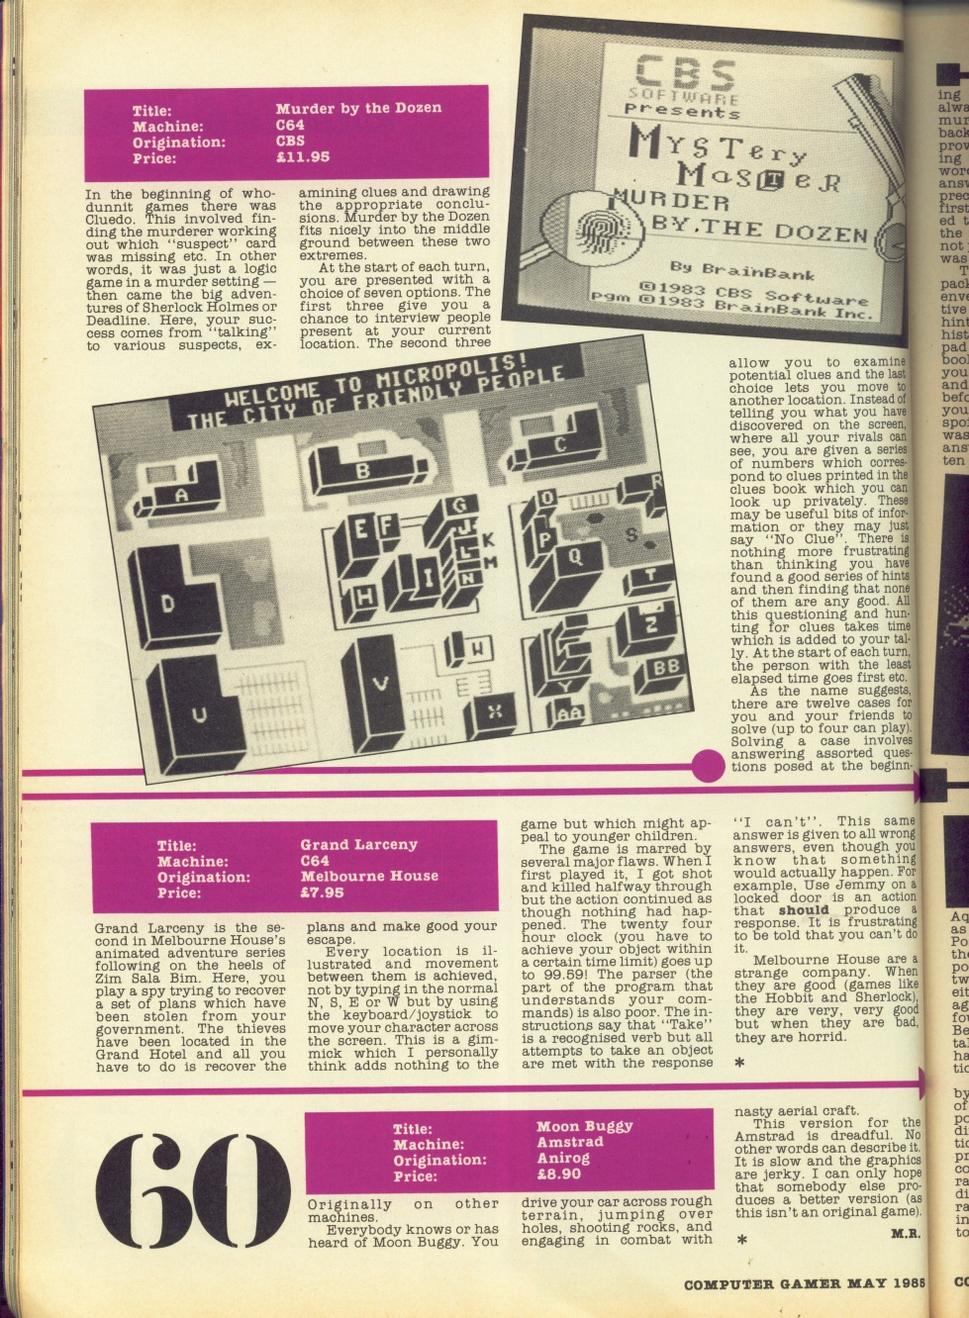 Title: Murder by the Dozen
Machine: C64
Origination: CBS
Price: £11.95
In the beginning of who-
dunnit games there was
Cluedo. This involved fin-
ding the murderer working
out which "suspect" card
was missing etc. In other
words, it was just a logic
game in a murder setting —
then came the big adven-
tures of Sherlock Holmes or
Deadline. Here, your suc-
cess comes from "talking"
to various suspects, ex-
amining clues and drawing
the appropriate conclu-
sions. Murder by the Dozen
fits nicely into the middle
ground between these two
extremes.
At the start of each turn,
you are presented with a
choice of seven options. The
first three give you a
chance to interview people
present at your current
location. The second three
CBS
SOFTWARE
presents
MYSTERY
MASTER
MURDER
BY THE DOZEN
By BrainBank
©1983 CBS Software
pgm ©1983 BrainBank Inc.
WELCOME TO MICROPOLIS!
THE CITY OF FRIENDLY PEOPLE
A
B
C
D
E
F
G
H
I
J
K
L
M
N
O
P
Q
R
S
T
U
V
W
X
Y
Z
AA
BB
allow you to examine
potential clues and the last
choice lets you move to
another location. Instead of
telling you what you have
discovered on the screen,
where all your rivals can
see, you are given a series
of numbers which corres-
pond to clues printed in the
clues book which you can
look up privately. These
may be useful bits of infor-
mation or they may just
say "No Clue". There is
nothing more frustrating
than thinking you have
found a good series of hints
and then finding that none
of them are any good. All
this questioning and hun-
ting for clues takes time
which is added to your tal-
ly. At the start of each turn,
the person with the least
elapsed time goes first etc.
As the name suggests,
there are twelve cases for
you and your friends to
solve (up to four can play).
Solving a case involves
answering assorted ques-
tions posed at the beginn-
Title: Grand Larceny
Machine: C64
Origination: Melbourne House
Price: £7.95
Grand Larceny is the se-
cond in Melbourne House's
animated adventure series
following on the heels of
Zim Sala Bim. Here, you
play a spy trying to recover
a set of plans which have
been stolen from your
government. The thieves
have been located in the
Grand Hotel and all you
have to do is recover the
plans and make good your
escape.
Every location is il-
lustrated and movement
between them is achieved,
not by typing in the normal
N, S, E or W but by using
the keyboard/joystick to
move your character across
the screen. This is a gim-
mick which I personally
think adds nothing to the
game but which might ap-
peal to younger children.
The game is marred by
several major flaws. When I
first played it, I got shot
and killed halfway through
but the action continued as
though nothing had hap-
pened. The twenty four
hour clock (you have to
achieve your object within
a certain time limit) goes up
to 99.59! The parser (the
part of the program that
understands your com-
mands) is also poor. The in-
structions say that "Take"
is a recognised verb but all
attempts to take an object
are met with the response
"I can't". This same
answer is given to all wrong
answers, even though you
know that something
would actually happen. For
example, Use Jemmy on a
locked door is an action
that should produce a
response. It is frustrating
to be told that you can't do
it.
Melbourne House are a
strange company. When
they are good (games like
the Hobbit and Sherlock),
they are very, very good
but when they are bad,
they are horrid.
*
60
Title: Moon Buggy
Machine: Amstrad
Origination: Anirog
Price: £8.90
Originally on other
machines.
Everybody knows or has
heard of Moon Buggy. You
drive your car across rough
terrain, jumping over
holes, shooting rocks, and
engaging in combat with
nasty aerial craft.
This version for the
Amstrad is dreadful. No
other words can describe it.
It is slow and the graphics
are jerky. I can only hope
that somebody else pro-
duces a better version (as
this isn't an original game).
M.R.
*
COMPUTER GAMER MAY 1985